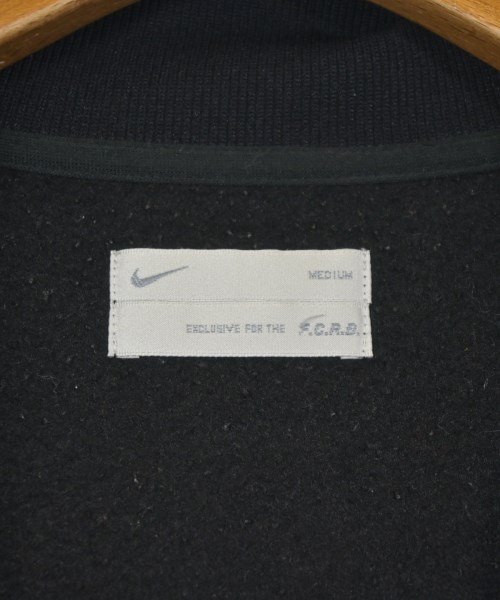 MEDIUM
EXCLUSIVE FOR THE F.C.R.B.